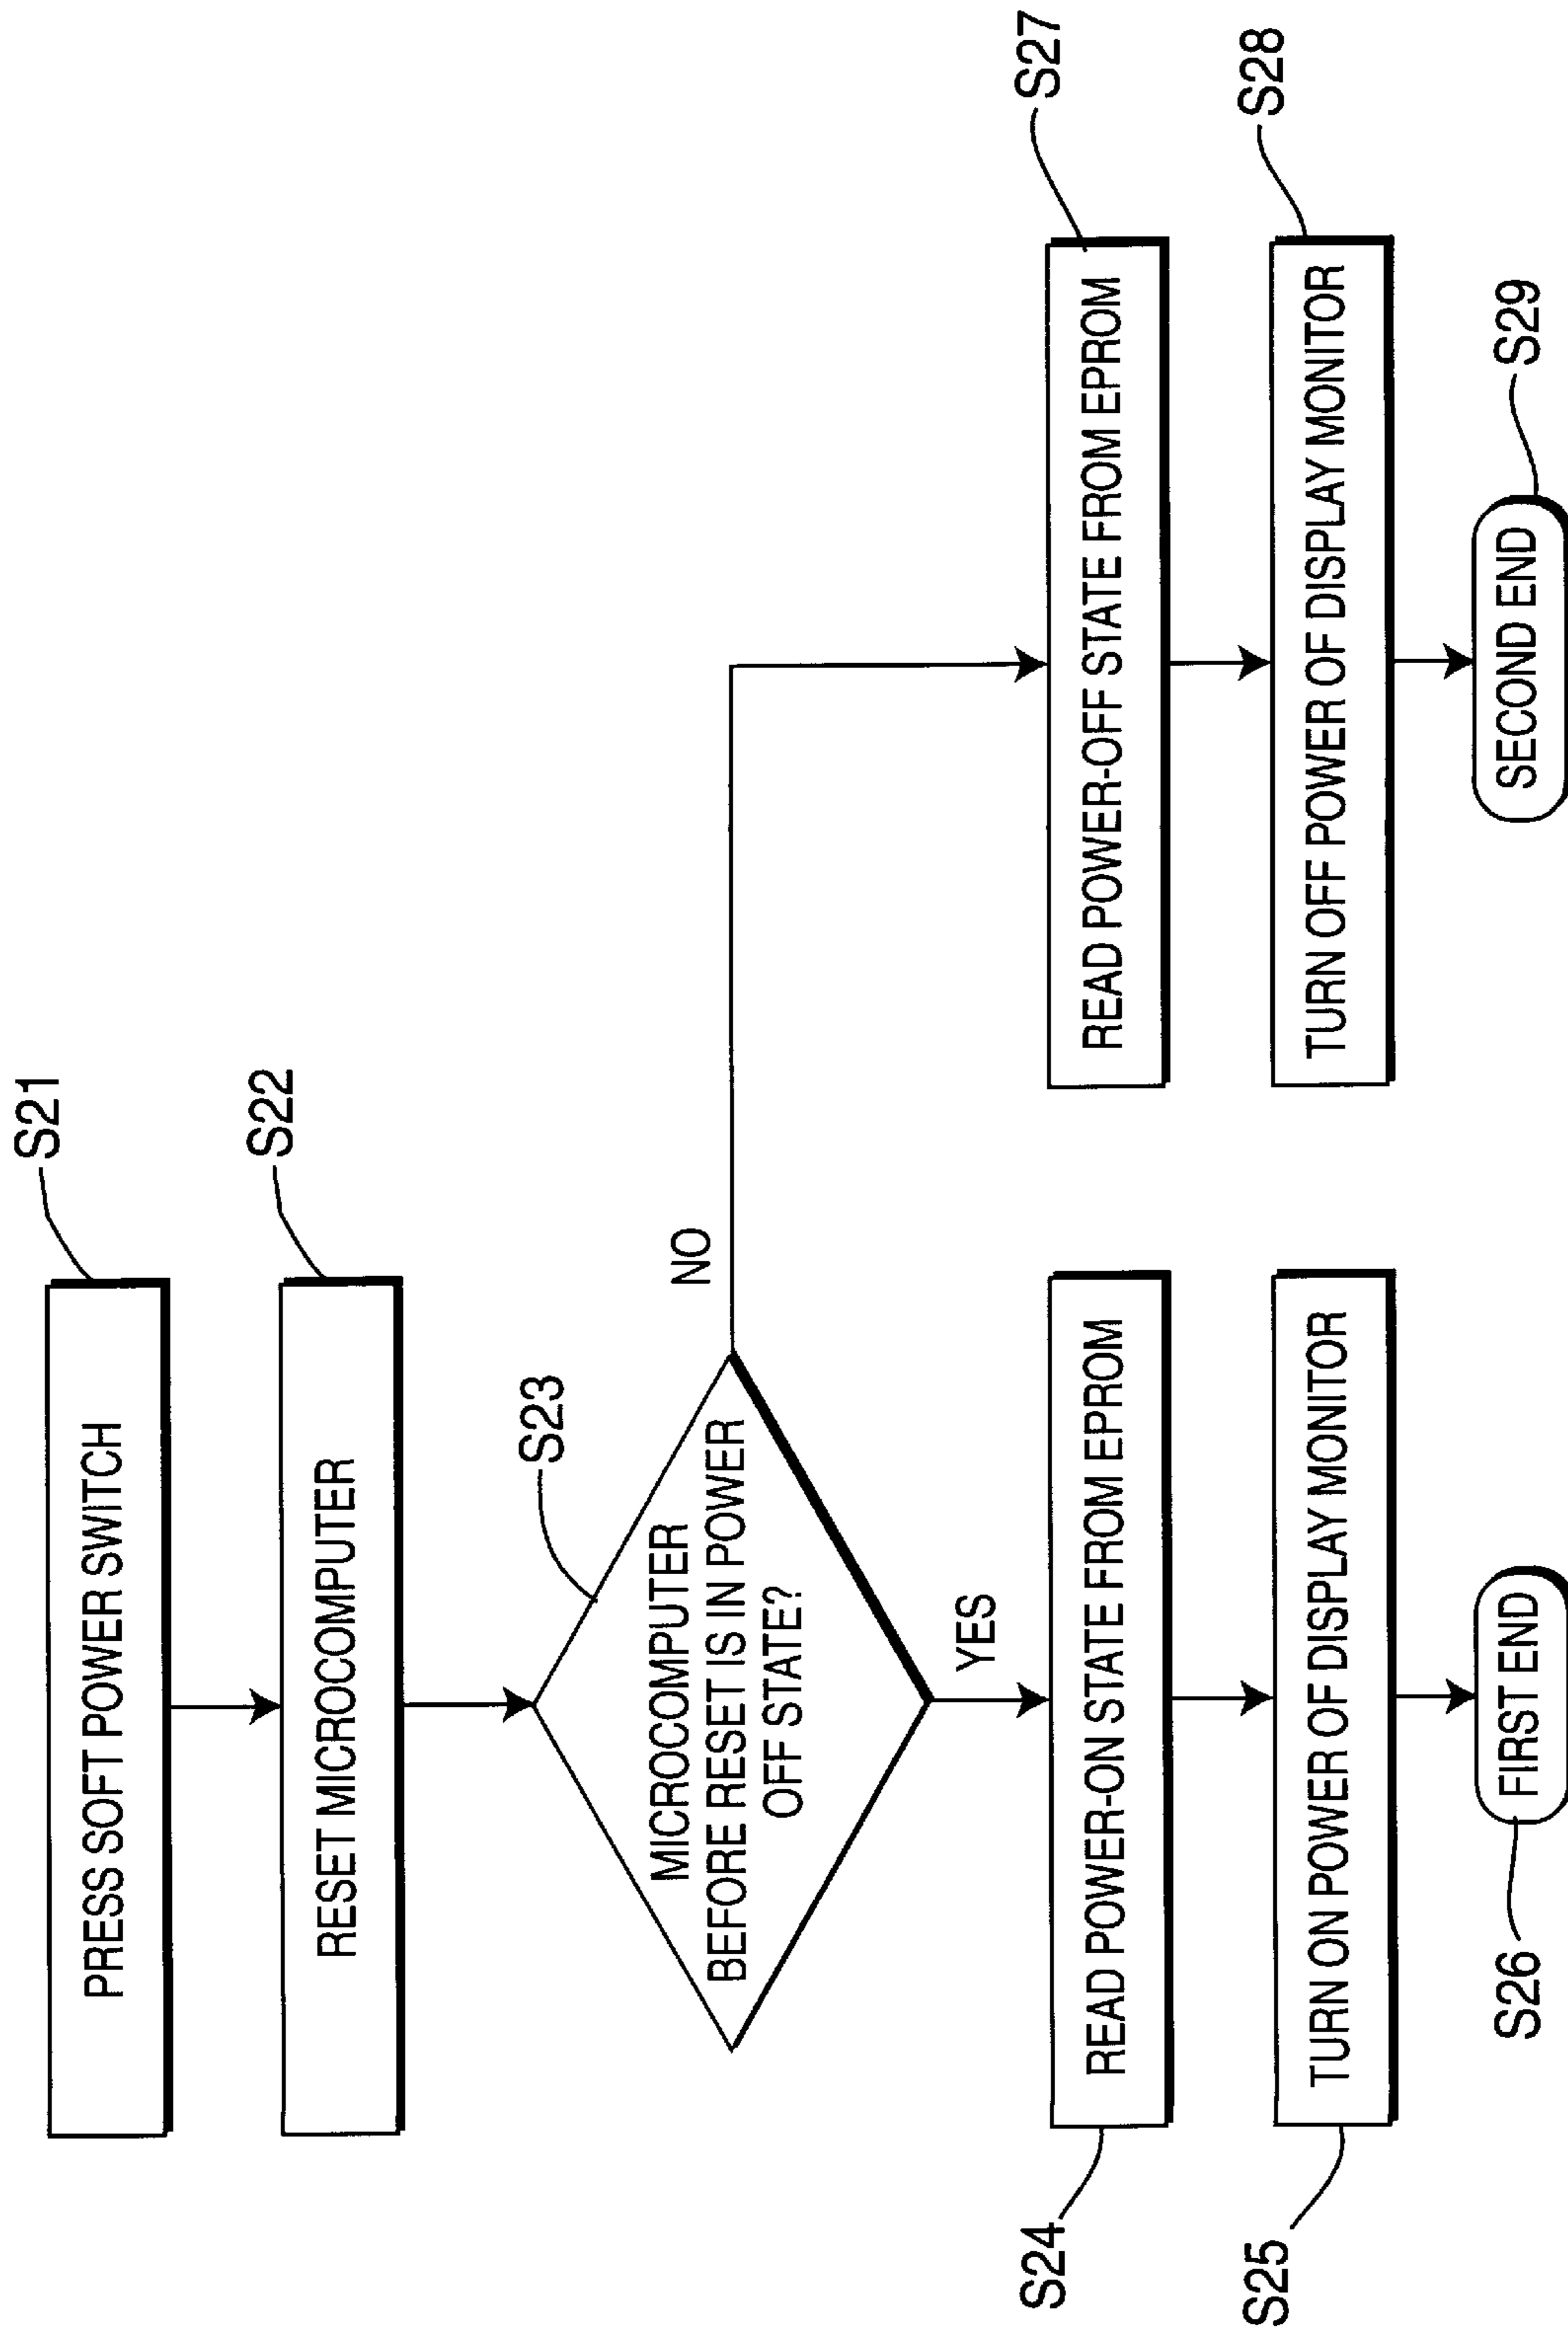 S21
PRESS SOFT POWER SWITCH
S22
RESET MICROCOMPUTER
S23
MICROCOMPUTER
BEFORE RESET IS IN POWER
OFF STATE?
NO
YES
S24
READ POWER-ON STATE FROM EPROM
S25
TURN ON POWER OF DISPLAY MONITOR
S26
FIRST END
S27
READ POWER-OFF STATE FROM EPROM
S28
TURN OFF POWER OF DISPLAY MONITOR
S29
SECOND END